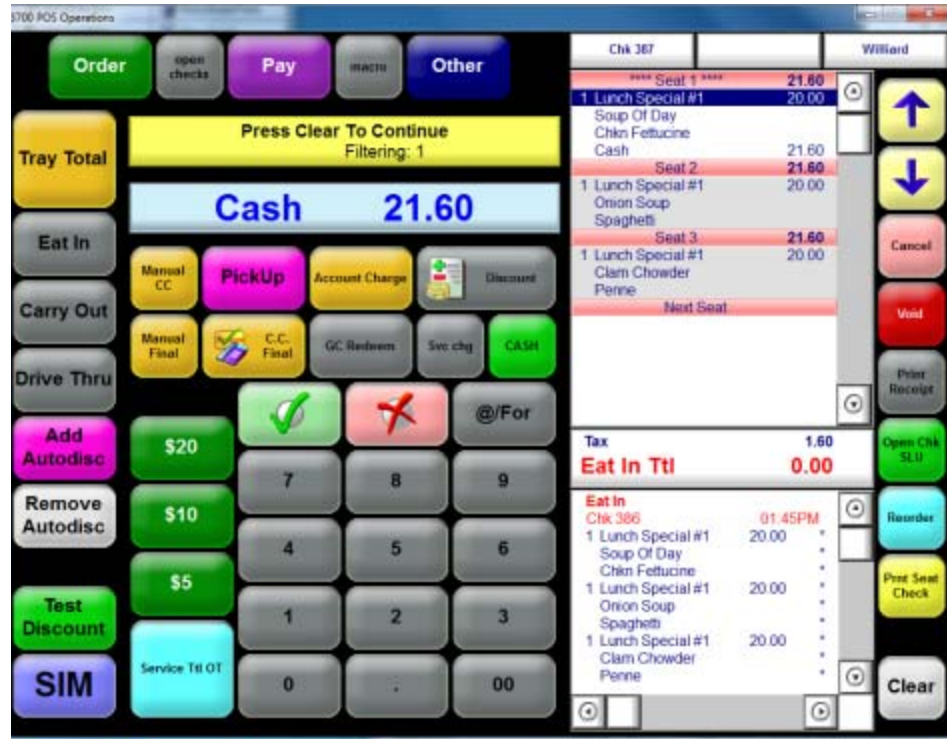 3700 POS Operations
Order
open checks
Pay
macro
Other
Chk 387
Williard
Tray Total
Eat In
Carry Out
Drive Thru
Add Autodisc
Remove Autodisc
Test Discount
SIM
Press Clear To Continue
Filtering: 1
Cash 21.60
Manual CC
PickUp
Account Charge
Discount
Manual Final
C.C. Final
GC Redeem
Svc chg
CASH
@/For
$20
7
8
9
$10
4
5
6
$5
1
2
3
Service Ttl OT
0
.
00
**** Seat 1 **** 21.60
1 Lunch Special #1 20.00
Soup Of Day
Chkn Fettucine
Cash 21.60
Seat 2 21.60
1 Lunch Special #1 20.00
Onion Soup
Spaghetti
Seat 3 21.60
1 Lunch Special #1 20.00
Clam Chowder
Penne
Next Seat
Tax 1.60
Eat In Ttl 0.00
Eat In
Chk 386 01:45PM
1 Lunch Special #1 20.00 *
Soup Of Day *
Chkn Fettucine *
1 Lunch Special #1 20.00 *
Onion Soup *
Spaghetti *
1 Lunch Special #1 20.00 *
Clam Chowder *
Penne *
Cancel
Void
Print Receipt
Open Chk SLU
Reorder
Prnt Seat Check
Clear